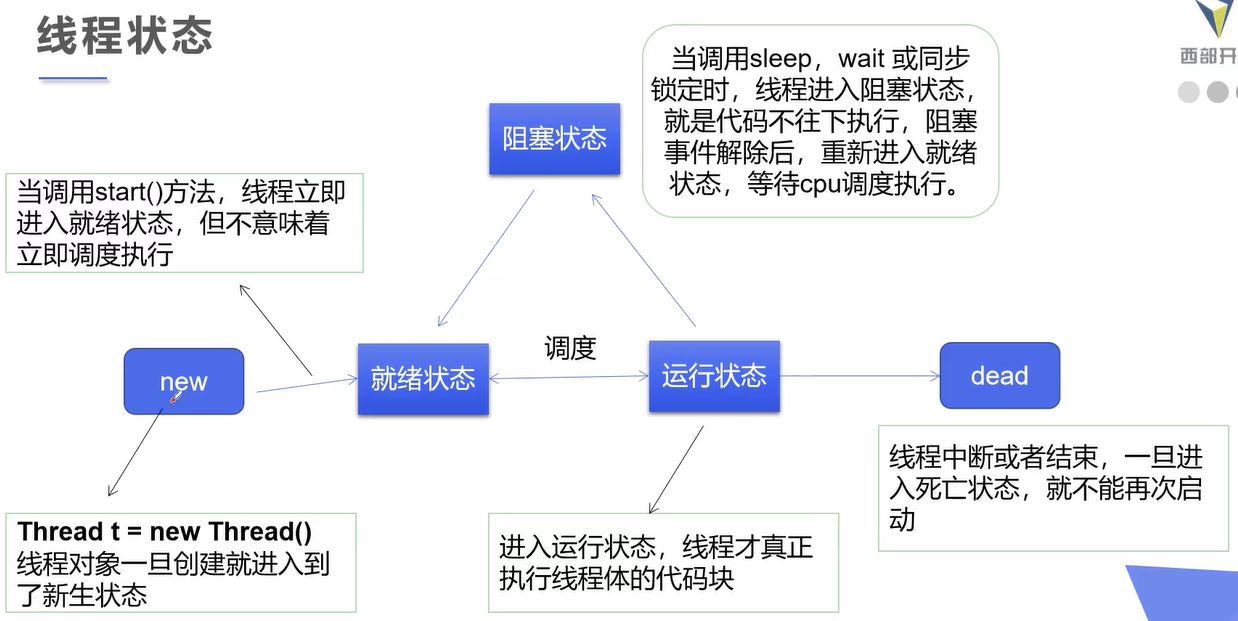 线程状态
西部开
当调用sleep，wait 或同步
锁定时，线程进入阻塞状态，
就是代码不往下执行，阻塞
事件解除后，重新进入就绪
状态，等待cpu调度执行。
阻塞状态
当调用start()方法，线程立即
进入就绪状态，但不意味着
立即调度执行
new
就绪状态
调度
运行状态
dead
线程中断或者结束，一旦进
入死亡状态，就不能再次启
动
Thread t = new Thread()
线程对象一旦创建就进入到
了新生状态
进入运行状态，线程才真正
执行线程体的代码块